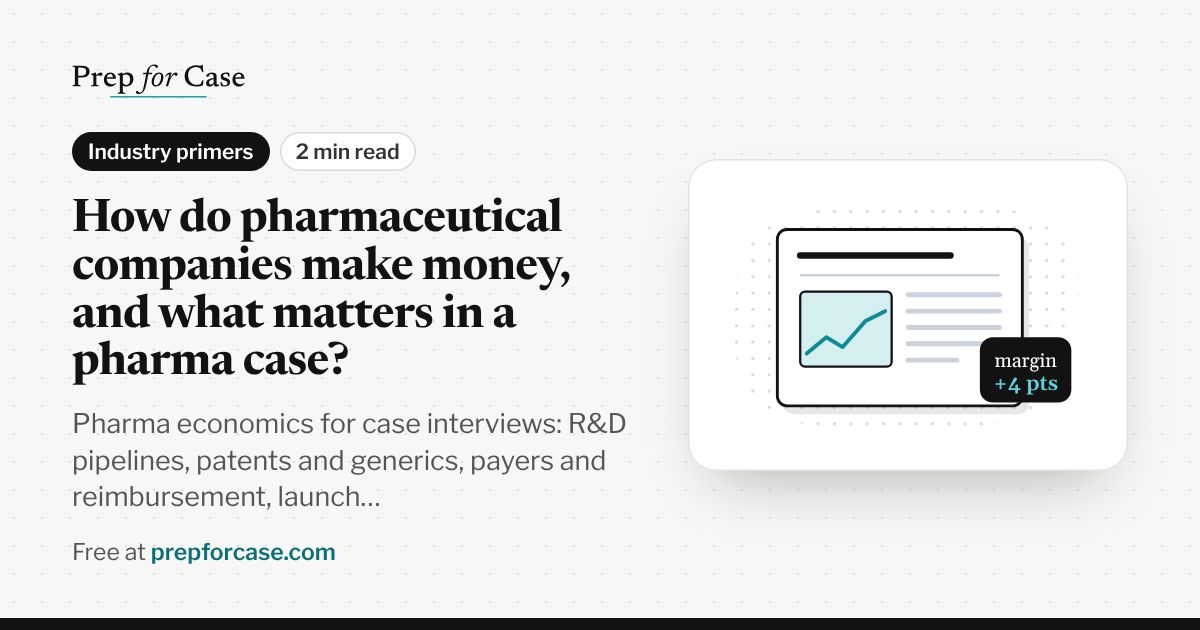 Prep for Case
Industry primers
2 min read
How do pharmaceutical
companies make money,
and what matters in a
pharma case?
Pharma economics for case interviews: R&D
pipelines, patents and generics, payers and
reimbursement, launch...
Free at prepforcase.com
margin
+4 pts